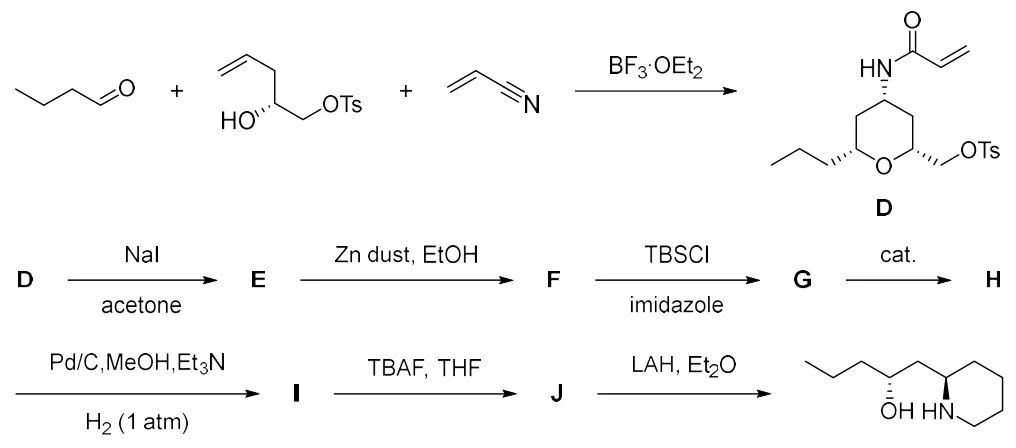 O + HO OTs + N BF3·OEt2 O HN OTs O
D
D NaI acetone E Zn dust, EtOH F TBSCl imidazole G cat. H
Pd/C,MeOH,Et3N H2 (1 atm) I TBAF, THF J LAH, Et2O OH HN